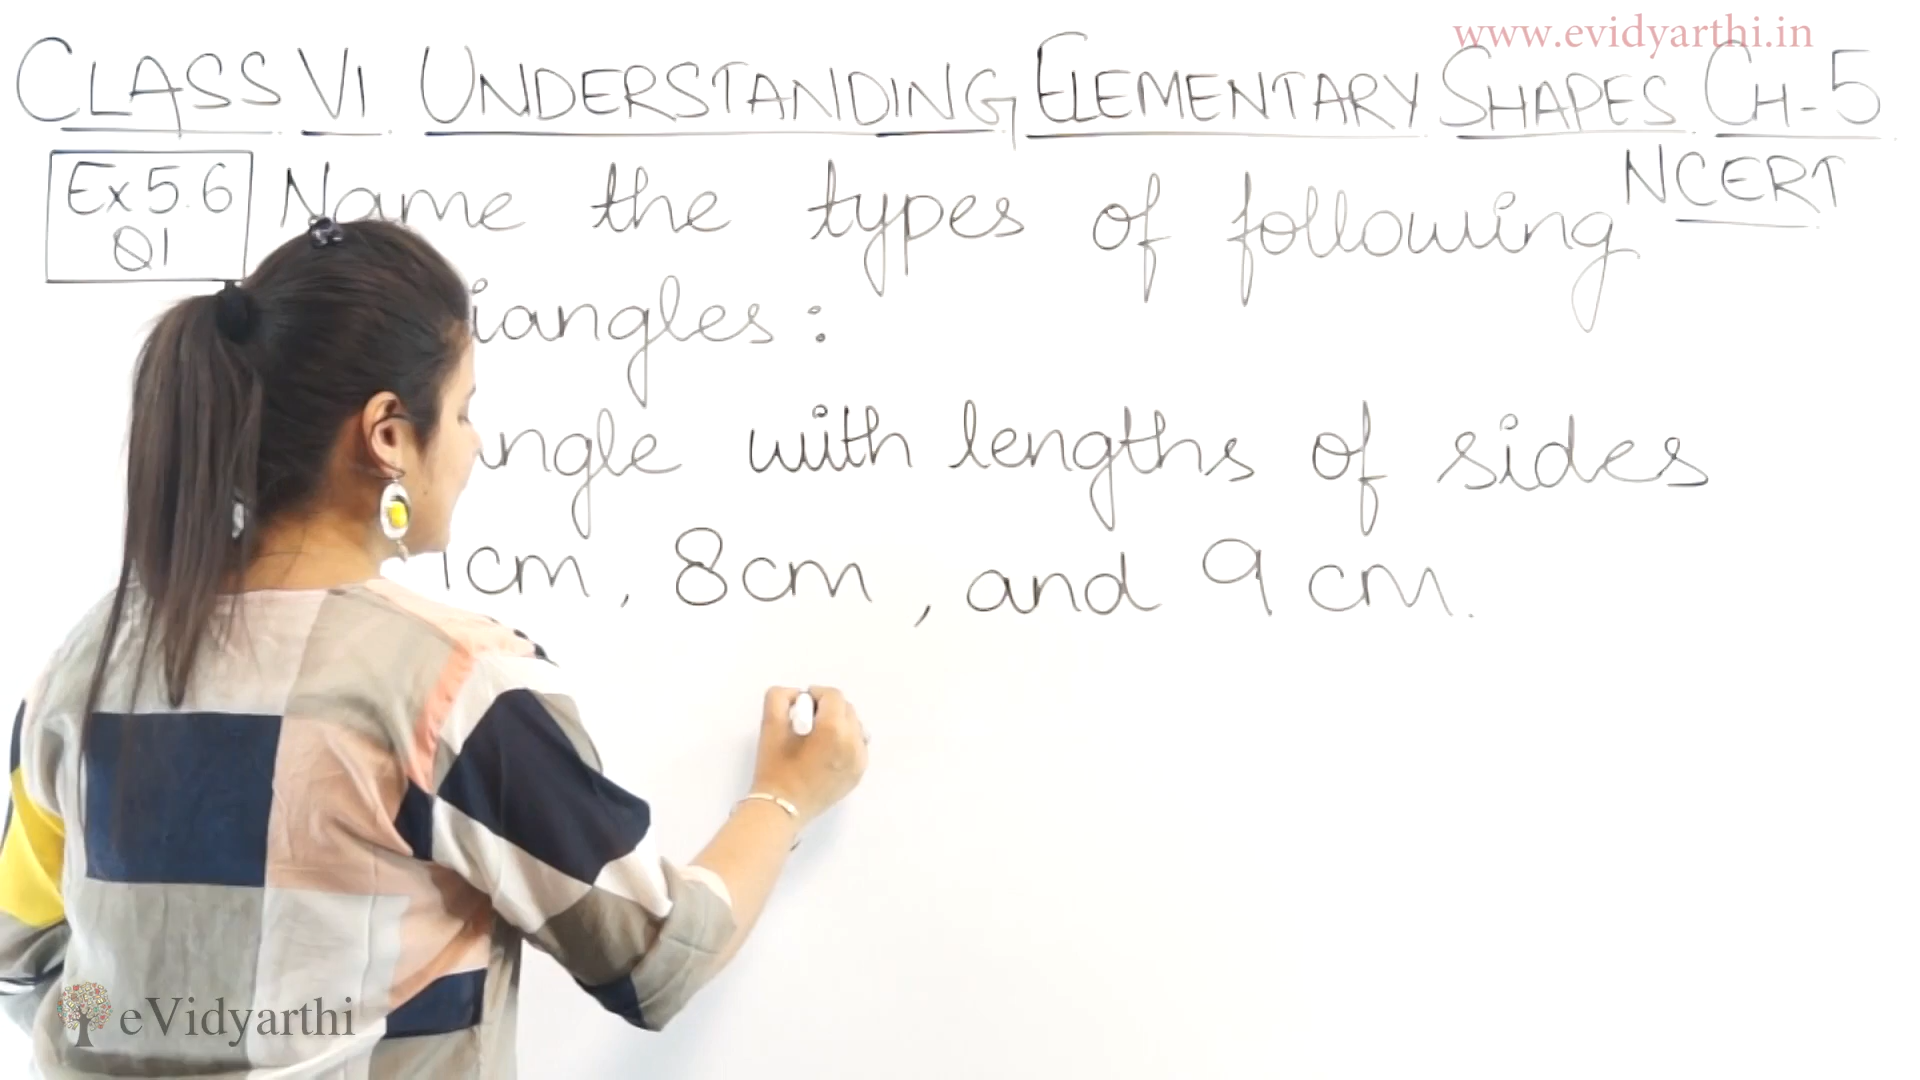 www.evidyarthi.in
CLASS VI UNDERSTANDING ELEMENTARY SHAPES CH-5
NCERT
Ex 5.6
Q1
Name the types of following
iangles:
ngle with lengths of sides
cm, 8cm, and 9 cm.
eVidyarthi